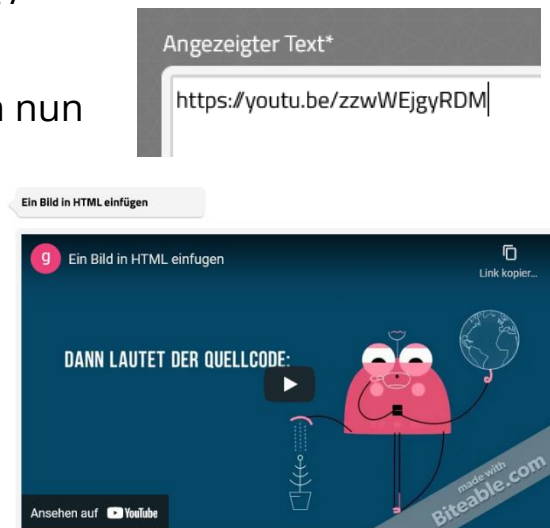 Angezeigter Text*
nun
https://youtu.be/zzwWEjgyRDM
Ein Bild in HTML einfügen
g Ein Bild in HTML einfugen
Link kopier...
DANN LAUTET DER QUELLCODE:
made with
Biteable.com
Ansehen auf YouTube